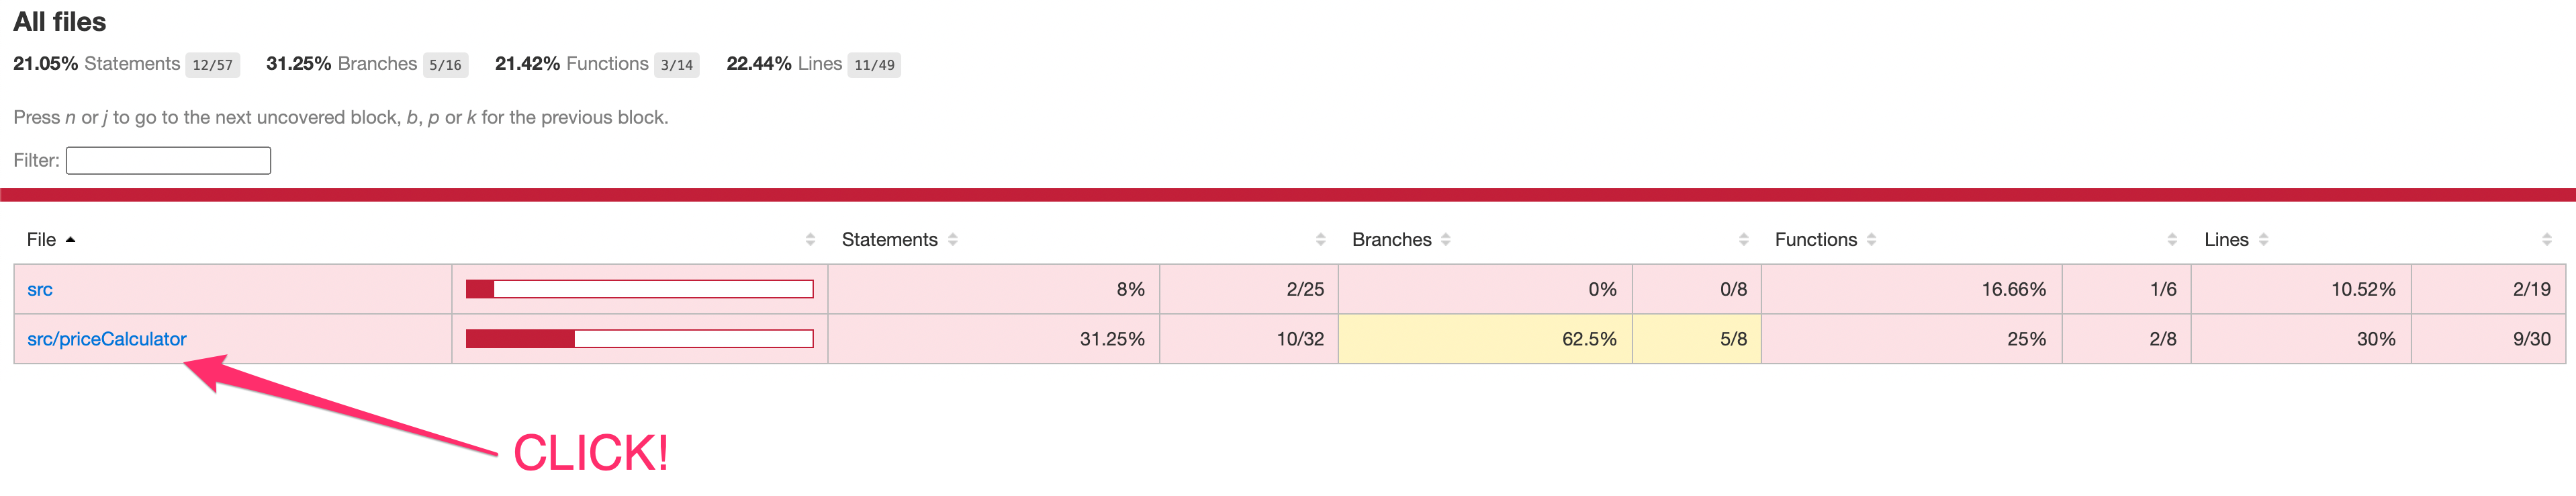 All files
21.05% Statements 12/57 31.25% Branches 5/16 21.42% Functions 3/14 22.44% Lines 11/49
Press n or j to go to the next uncovered block, b, p or k for the previous block.
Filter:
File Statements Branches Functions Lines
src 8% 2/25 0% 0/8 16.66% 1/6 10.52% 2/19
src/priceCalculator 31.25% 10/32 62.5% 5/8 25% 2/8 30% 9/30
CLICK!